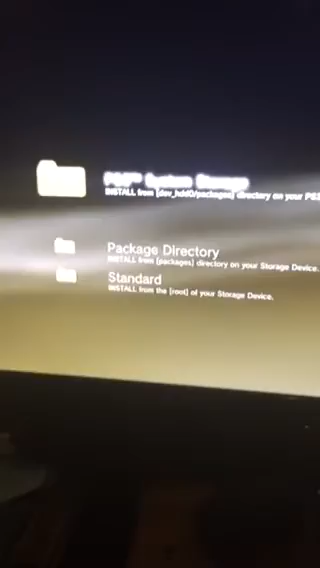 PS3™ System Storage
INSTALL from [dev_hdd0/packages] directory on your PS3
Package Directory
INSTALL from [packages] directory on your Storage Device.
Standard
INSTALL from the [root] of your Storage Device.